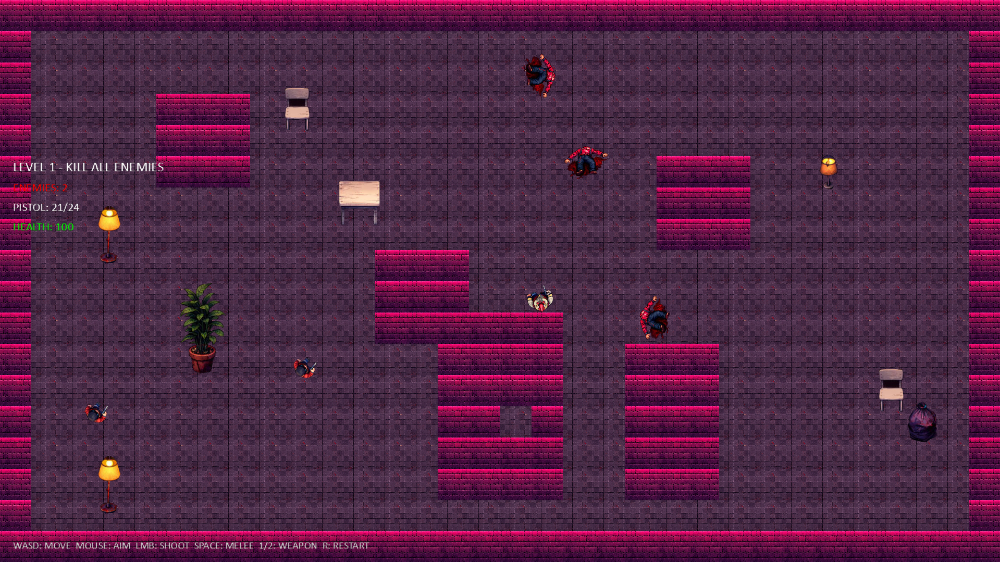 LEVEL 1 - KILL ALL ENEMIES
ENEMIES: 2
PISTOL: 21/24
HEALTH: 100
WASD: MOVE  MOUSE: AIM  LMB: SHOOT  SPACE: MELEE  1/2: WEAPON  R: RESTART